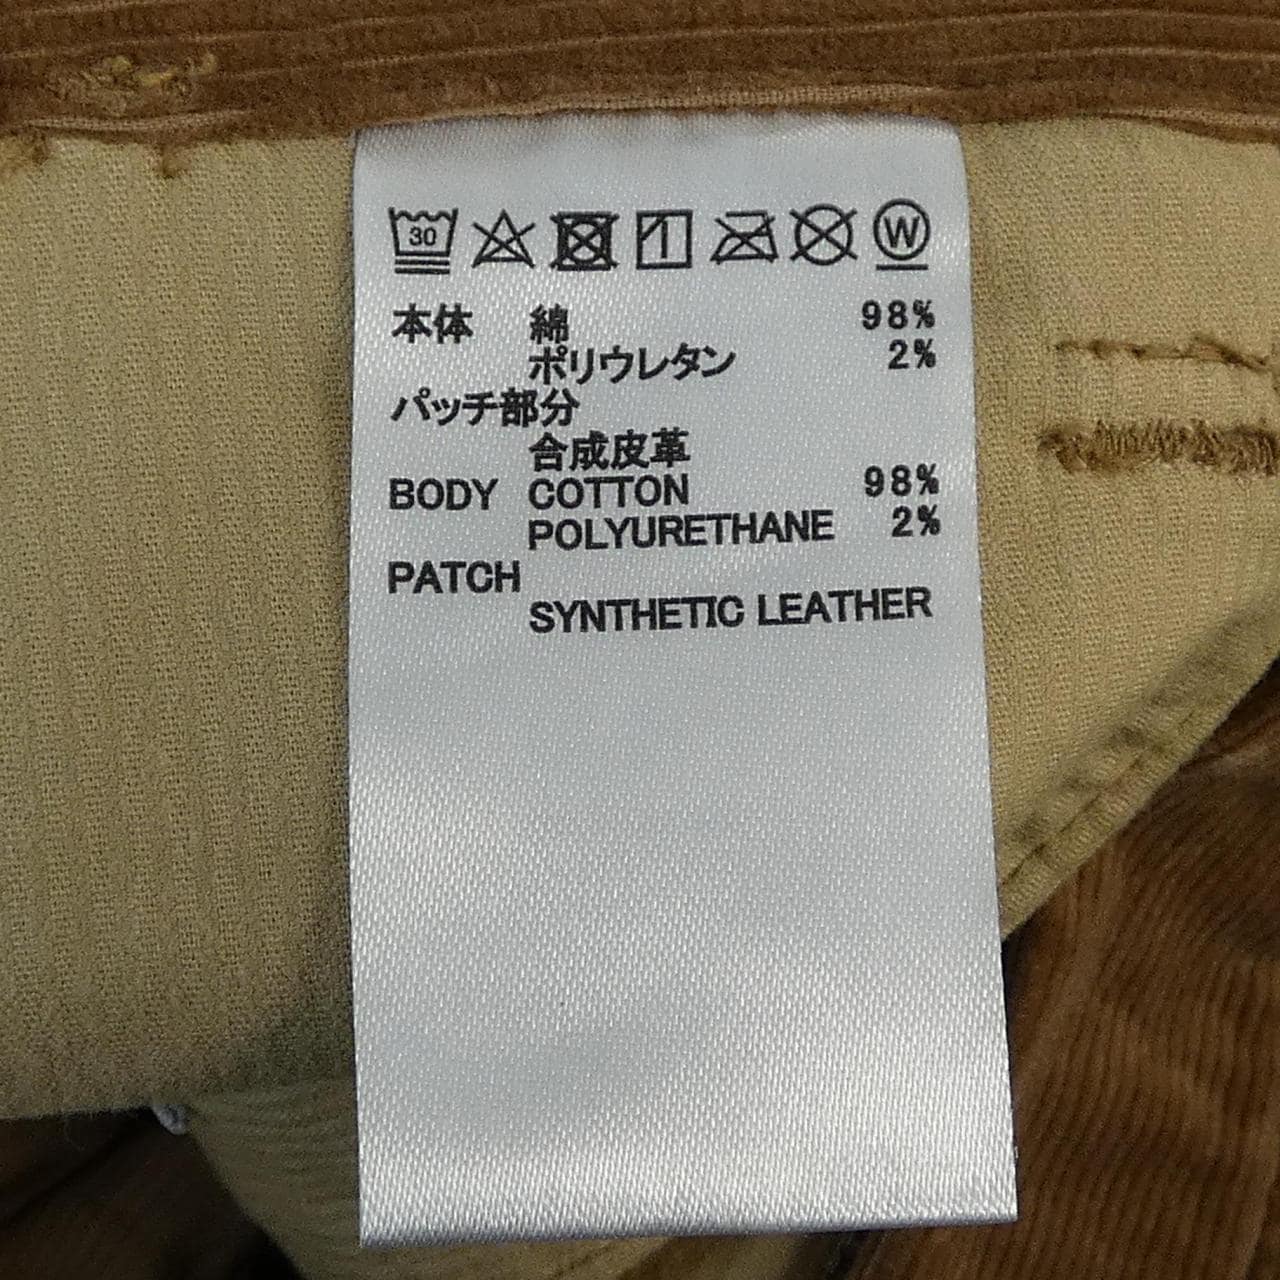 30 W
本体 綿 98%
ポリウレタン 2%
パッチ部分
合成皮革
BODY COTTON 98%
POLYURETHANE 2%
PATCH
SYNTHETIC LEATHER